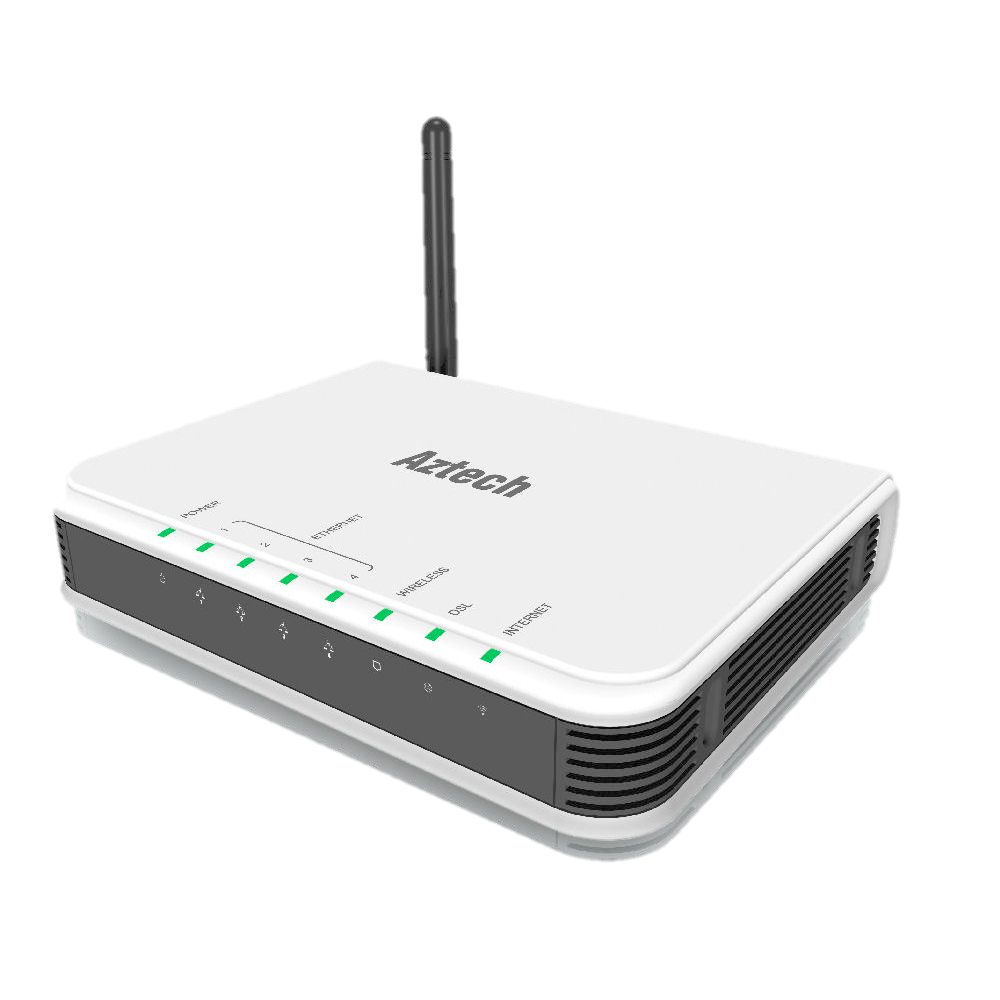 Aztech
POWER
1 2 3 4
ETHERNET
WIRELESS
DSL
INTERNET